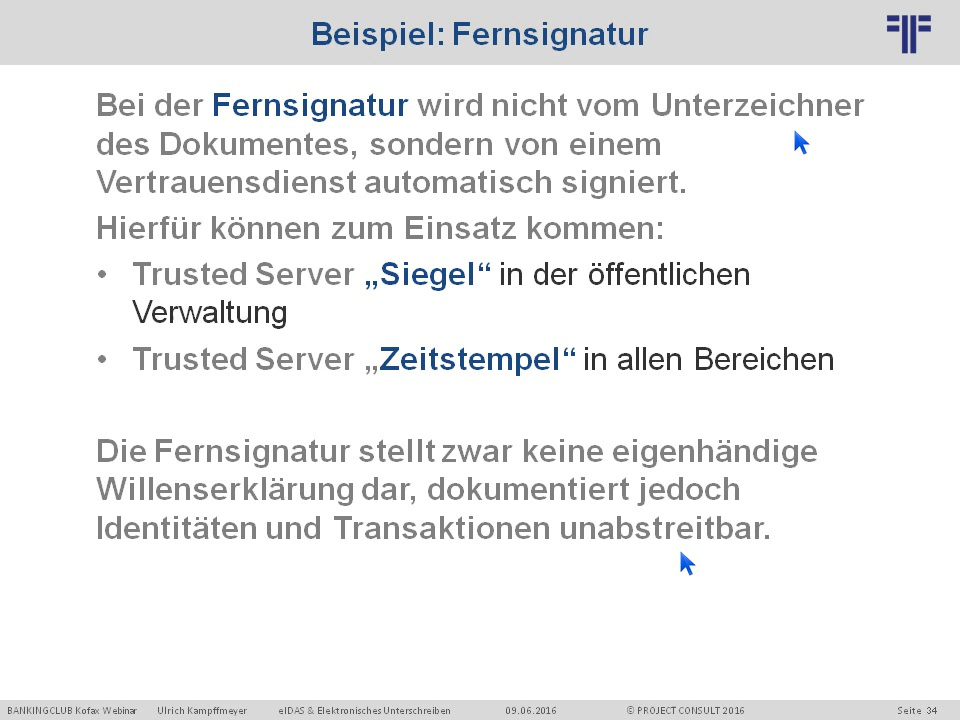 Beispiel: Fernsignatur
Bei der Fernsignatur wird nicht vom Unterzeichner
des Dokumentes, sondern von einem
Vertrauensdienst automatisch signiert.
Hierfür können zum Einsatz kommen:
• Trusted Server „Siegel“ in der öffentlichen
Verwaltung
• Trusted Server „Zeitstempel“ in allen Bereichen
Die Fernsignatur stellt zwar keine eigenhändige
Willenserklärung dar, dokumentiert jedoch
Identitäten und Transaktionen unabstreitbar.
BANKINGCLUB Kofax Webinar Ulrich Kampffmeyer eIDAS & Elektronisches Unterschreiben 09.06.2016 © PROJECT CONSULT 2016 Seite 34